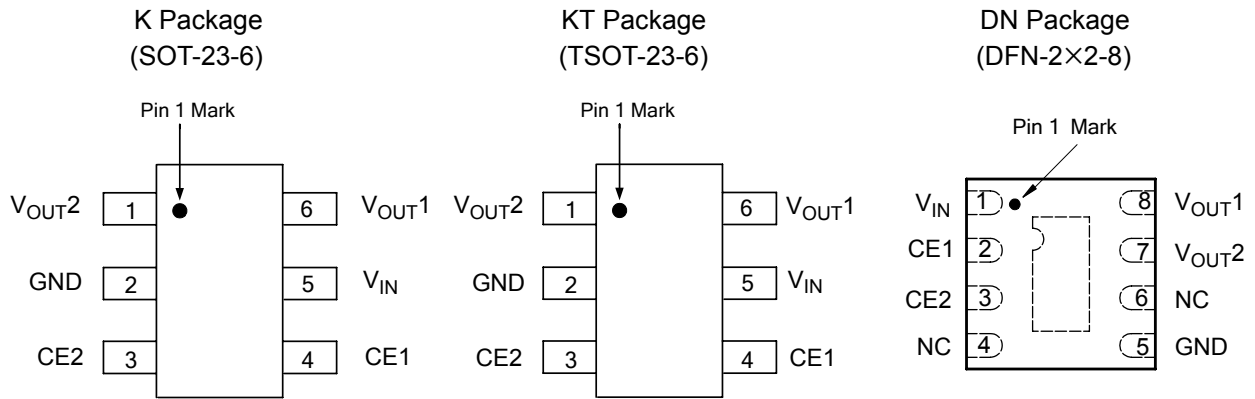 K Package
(SOT-23-6)
Pin 1 Mark
VOUT2 1 6 VOUT1
GND 2 5 VIN
CE2 3 4 CE1
KT Package
(TSOT-23-6)
Pin 1 Mark
VOUT2 1 6 VOUT1
GND 2 5 VIN
CE2 3 4 CE1
DN Package
(DFN-2×2-8)
Pin 1 Mark
VIN 1 8 VOUT1
CE1 2 7 VOUT2
CE2 3 6 NC
NC 4 5 GND